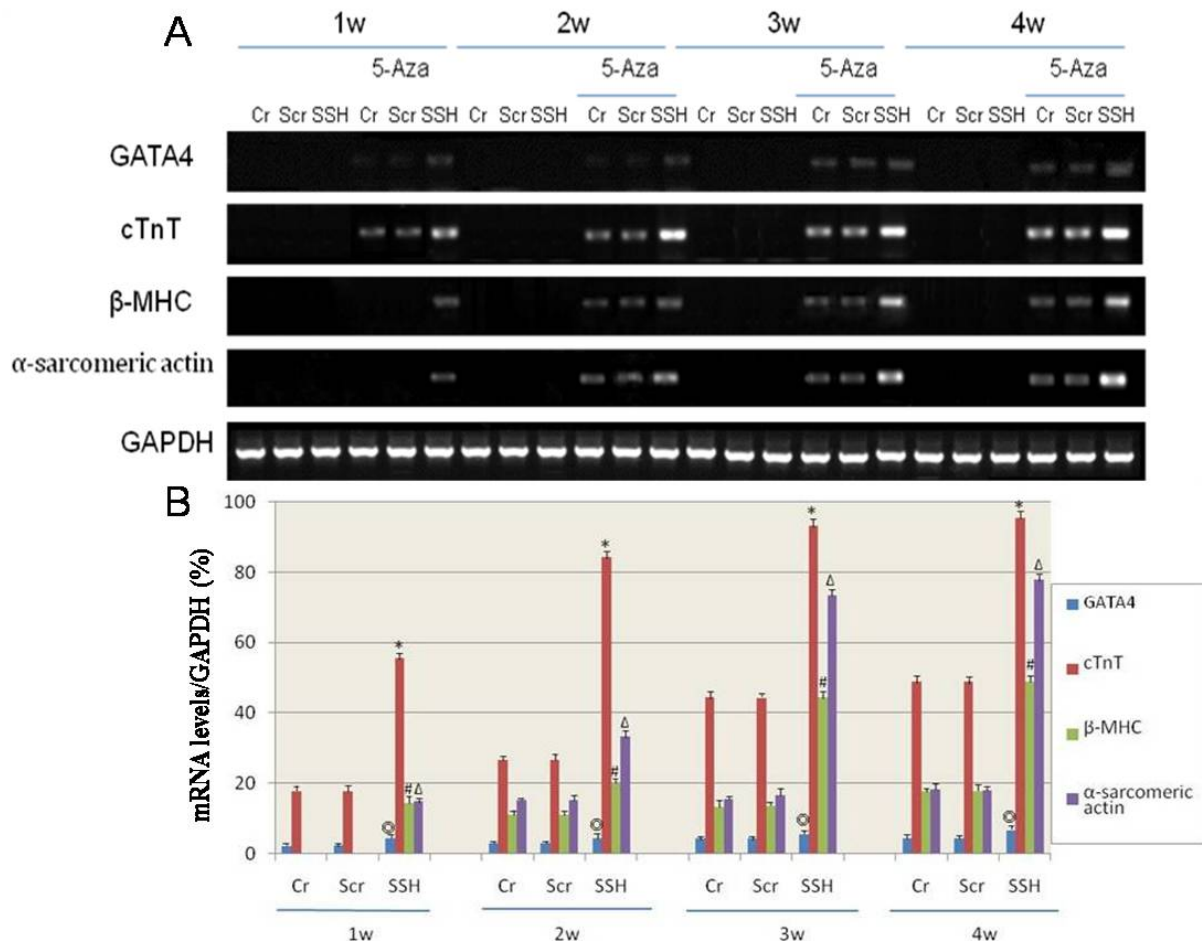 A
1w 2w 3w 4w
5-Aza 5-Aza 5-Aza 5-Aza
Cr Scr SSH Cr Scr SSH Cr Scr SSH Cr Scr SSH Cr Scr SSH Cr Scr SSH Cr Scr SSH Cr Scr SSH
GATA4
cTnT
β-MHC
α-sarcomeric actin
GAPDH
B
mRNA levels/GAPDH (%)
100
80
60
40
20
0
* * * *
# # # #
Δ Δ Δ Δ
◎ ◎ ◎ ◎
Cr Scr SSH Cr Scr SSH Cr Scr SSH Cr Scr SSH
1w 2w 3w 4w
GATA4
cTnT
β-MHC
α-sarcomeric
actin